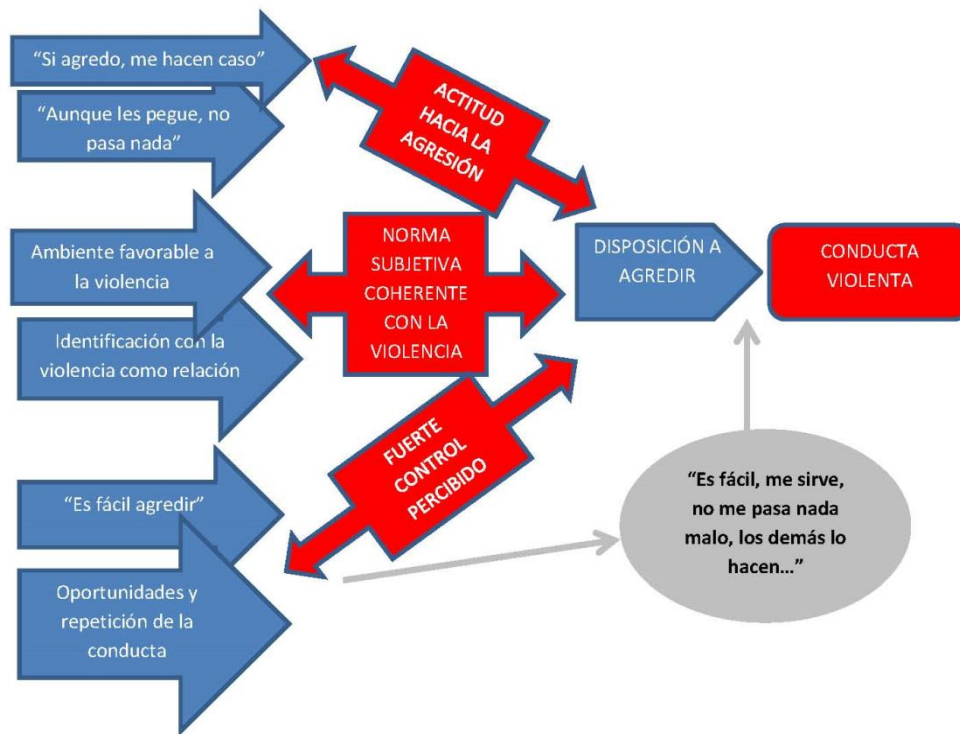 “Si agredo, me hacen caso”
“Aunque les pegue, no
pasa nada”
ACTITUD
HACIA LA
AGRESIÓN
Ambiente favorable a
la violencia
Identificación con la
violencia como relación
NORMA
SUBJETIVA
COHERENTE
CON LA
VIOLENCIA
DISPOSICIÓN A
AGREDIR
CONDUCTA
VIOLENTA
“Es fácil agredir”
Oportunidades y
repetición de la
conducta
FUERTE
CONTROL
PERCIBIDO
“Es fácil, me sirve,
no me pasa nada
malo, los demás lo
hacen…”